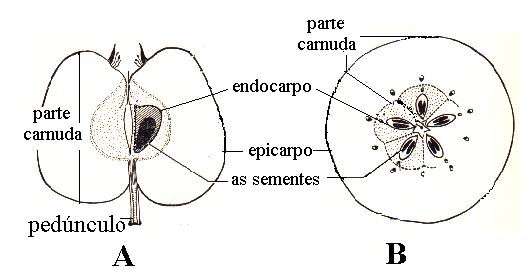 parte
carnuda
endocarpo
parte
carnuda
epicarpo
as sementes
pedúnculo
A
B